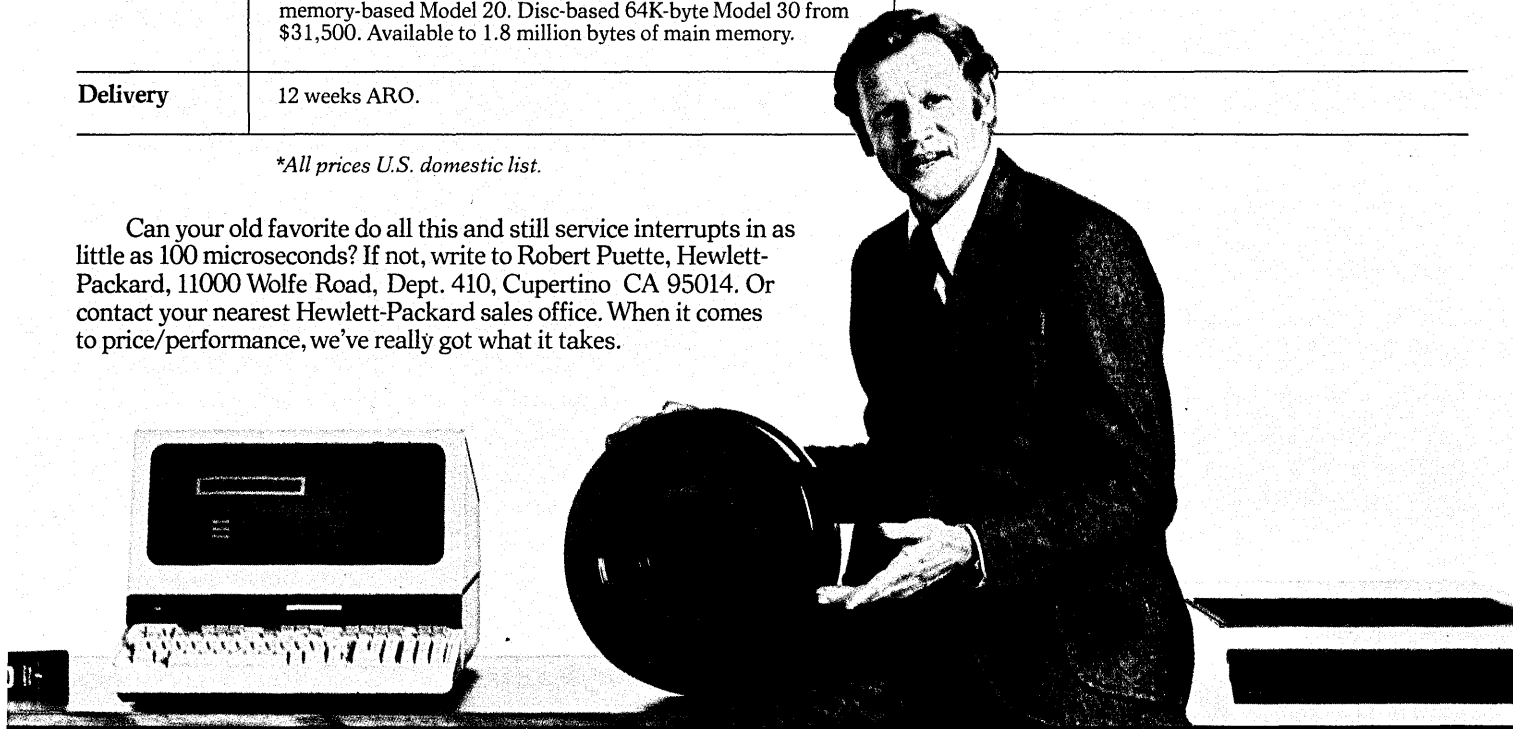 memory-based Model 20. Disc-based 64K-byte Model 30 from
$31,500. Available to 1.8 million bytes of main memory.
Delivery
12 weeks ARO.
*All prices U.S. domestic list.
Can your old favorite do all this and still service interrupts in as
little as 100 microseconds? If not, write to Robert Puette, Hewlett-
Packard, 11000 Wolfe Road, Dept. 410, Cupertino CA 95014. Or
contact your nearest Hewlett-Packard sales office. When it comes
to price/performance, we've really got what it takes.